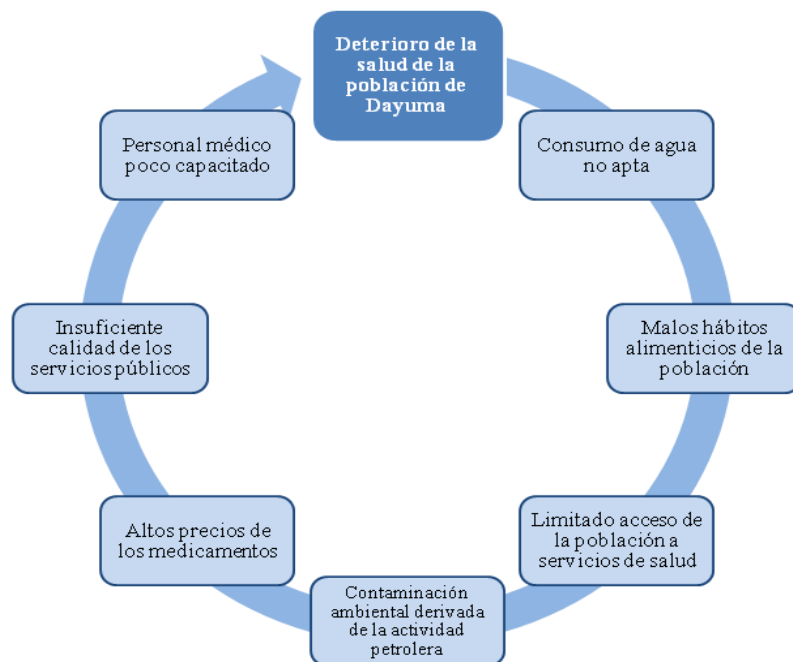 Deterioro de la
salud de la
población de
Dayuma
Consumo de agua
no apta
Malos hábitos
alimenticios de la
población
Limitado acceso de
la población a
servicios de salud
Contaminación
ambiental derivada
de la actividad
petrolera
Altos precios de
los medicamentos
Insuficiente
calidad de los
servicios públicos
Personal médico
poco capacitado